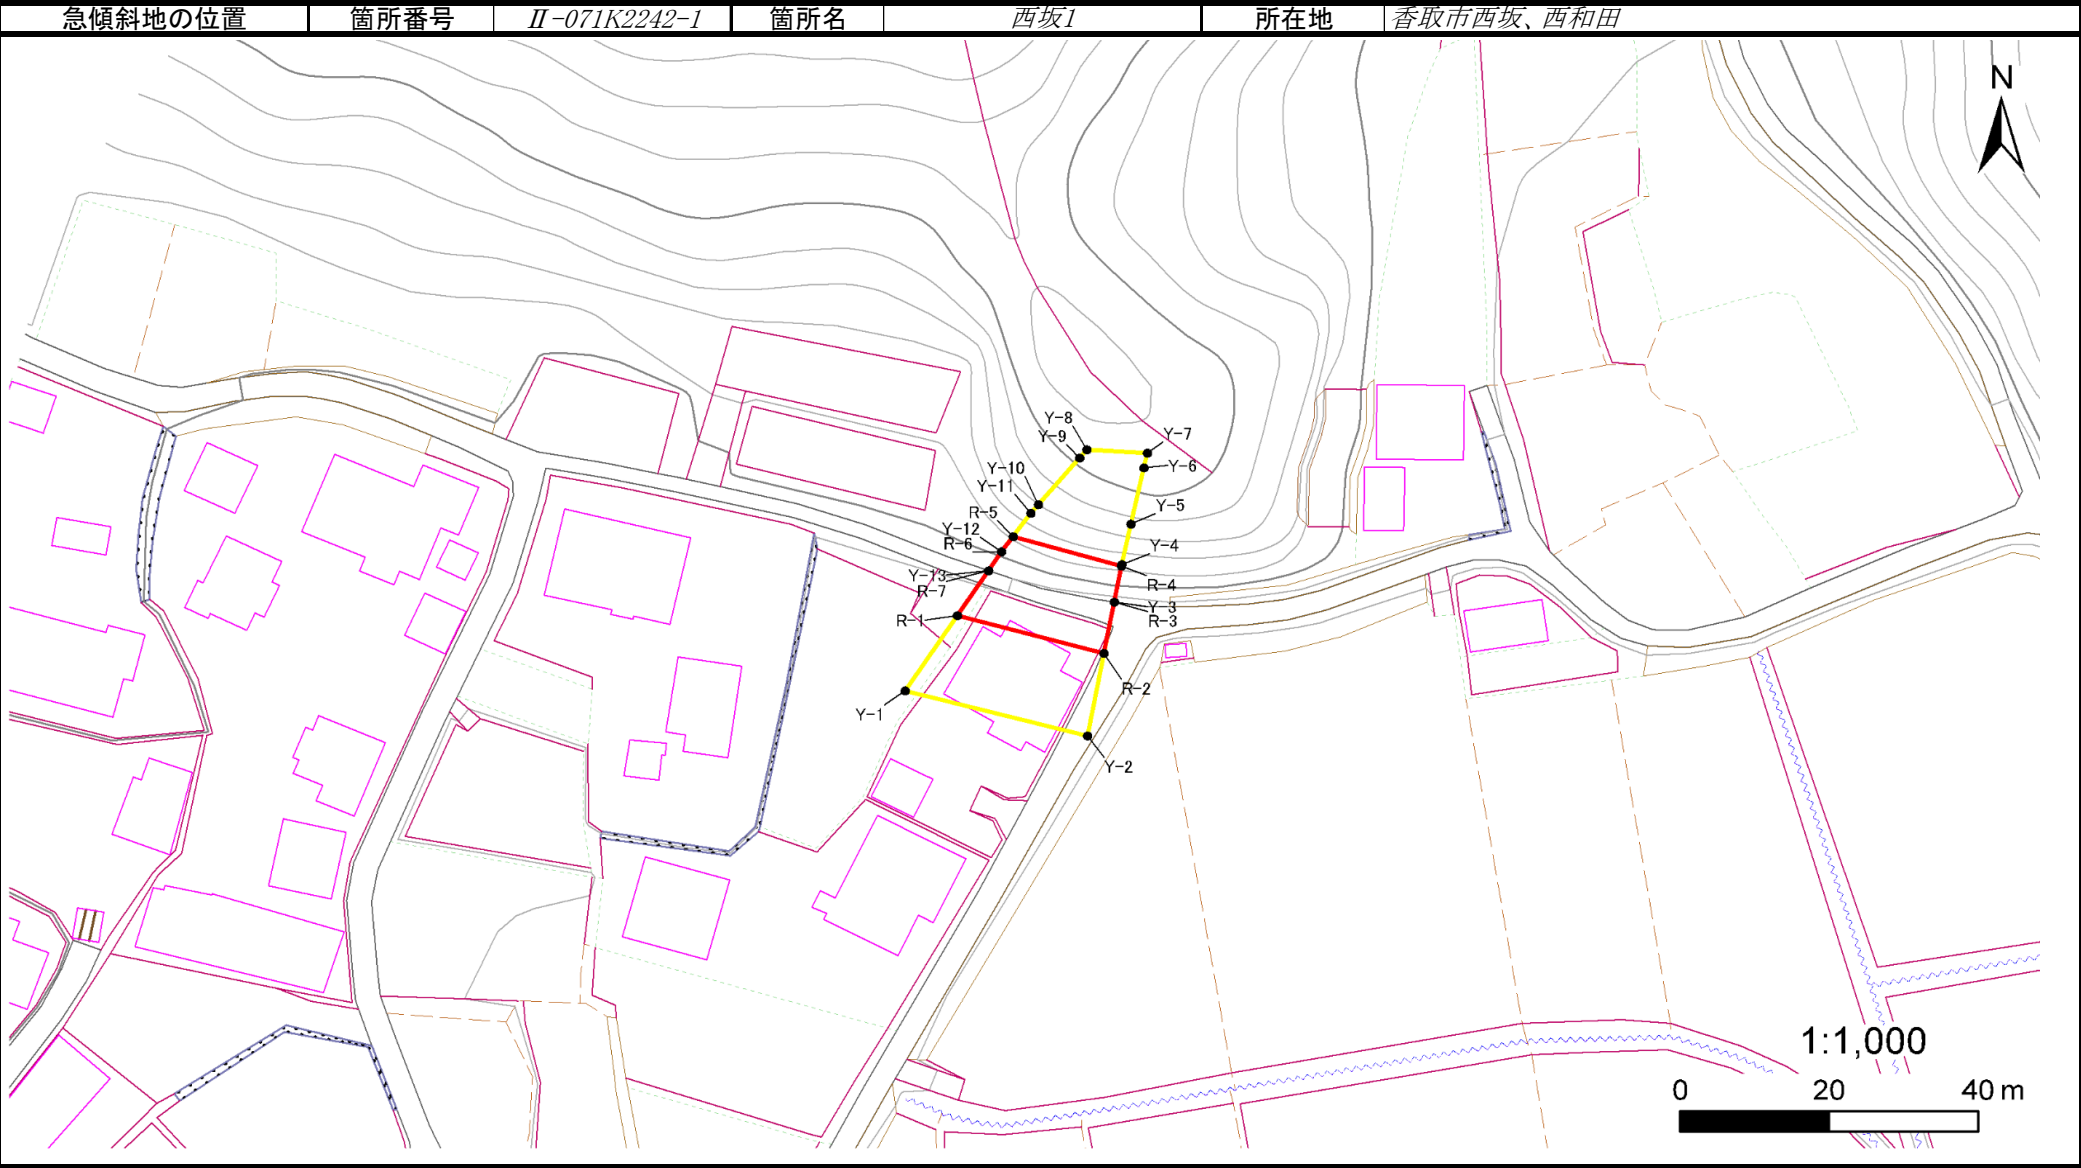 急傾斜地の位置 箇所番号 Ⅱ-071K2242-1 箇所名 西坂1 所在地 香取市西坂、西和田
N
Y-8
Y-7
Y-9
Y-6
Y-10
Y-11
Y-5
R-5
Y-12
R-6
Y-4
Y-13
R-7
R-4
Y-3
R-3
R-1
R-2
Y-1
Y-2
1:1,000
0 20 40 m